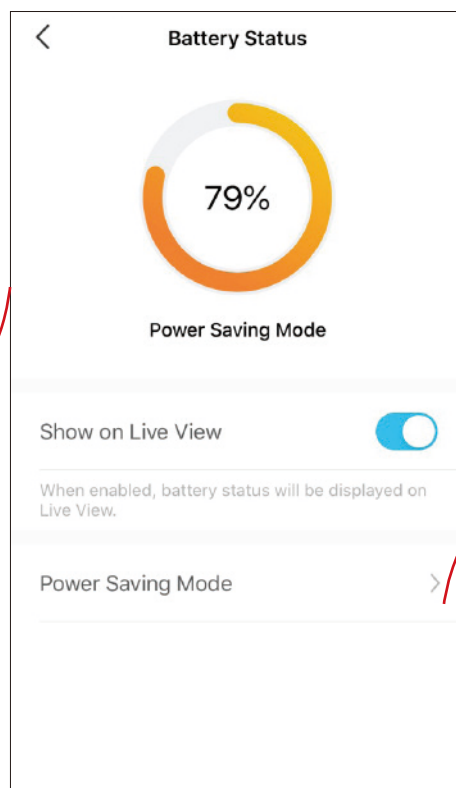 Battery Status
79%
Power Saving Mode
Show on Live View
When enabled, battery status will be displayed on
Live View.
Power Saving Mode